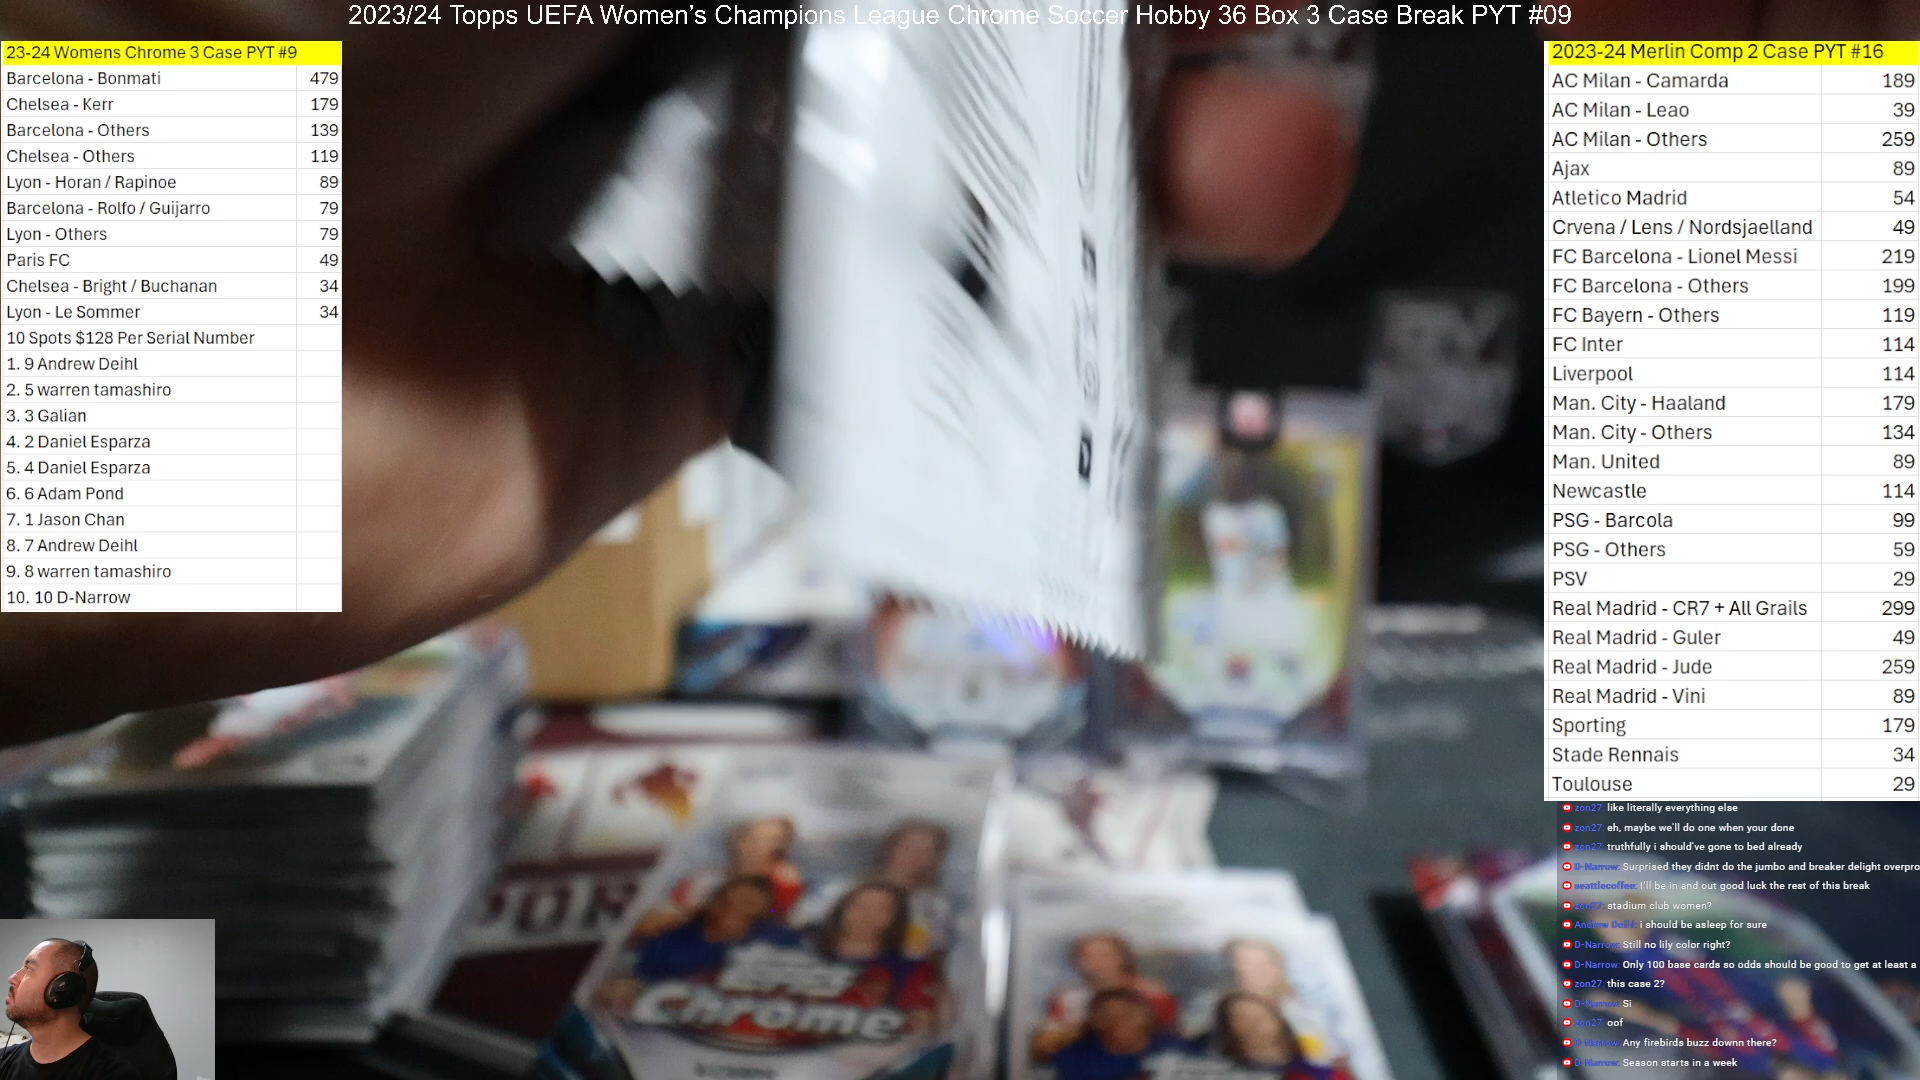 2023/24 Topps UEFA Women's Champions League Chrome Soccer Hobby 36 Box 3 Case Break PYT #09
23-24 Womens Chrome 3 Case PYT #9
Barcelona - Bonmati 479
Chelsea - Kerr 179
Barcelona - Others 139
Chelsea - Others 119
Lyon - Horan / Rapinoe 89
Barcelona - Rolfo / Guijarro 79
Lyon - Others 79
Paris FC 49
Chelsea - Bright / Buchanan 34
Lyon - Le Sommer 34
10 Spots $128 Per Serial Number
1. 9 Andrew Deihl
2. 5 warren tamashiro
3. 3 Galian
4. 2 Daniel Esparza
5. 4 Daniel Esparza
6. 6 Adam Pond
7. 1 Jason Chan
8. 7 Andrew Deihl
9. 8 warren tamashiro
10. 10 D-Narrow
2023-24 Merlin Comp 2 Case PYT #16
AC Milan - Camarda 189
AC Milan - Leao 39
AC Milan - Others 259
Ajax 89
Atletico Madrid 54
Crvena / Lens / Nordsjaelland 49
FC Barcelona - Lionel Messi 219
FC Barcelona - Others 199
FC Bayern - Others 119
FC Inter 114
Liverpool 114
Man. City - Haaland 179
Man. City - Others 134
Man. United 89
Newcastle 114
PSG - Barcola 99
PSG - Others 59
PSV 29
Real Madrid - CR7 + All Grails 299
Real Madrid - Guler 49
Real Madrid - Jude 259
Real Madrid - Vini 89
Sporting 179
Stade Rennais 34
Toulouse 29
zon27: like literally everything else
zon27: eh, maybe we'll do one when your done
zon27: truthfully i should've gone to bed already
D-Narrow: Surprised they didnt do the jumbo and breaker delight overpro
seattlecoffee: I'll be in and out good luck the rest of this break
zon27: stadium club women?
Andrew Deihl: i should be asleep for sure
D-Narrow: Still no lily color right?
D-Narrow: Only 100 base cards so odds should be good to get at least a
zon27: this case 2?
D-Narrow: Si
zon27: oof
D-Narrow: Any firebirds buzz downn there?
D-Narrow: Season starts in a week
Topps
Chrome